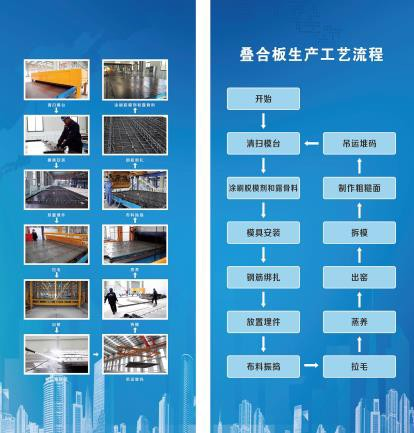 清扫模台
涂刷脱模剂和露骨料
模具安装
钢筋绑扎
放置埋件
布料振捣
拉毛
蒸养
出窑
拆模
吊运堆码
叠合板生产工艺流程
开始
清扫模台
吊运堆码
涂刷脱模剂和露骨料
制作粗糙面
模具安装
拆模
钢筋绑扎
出窑
放置埋件
蒸养
布料振捣
拉毛